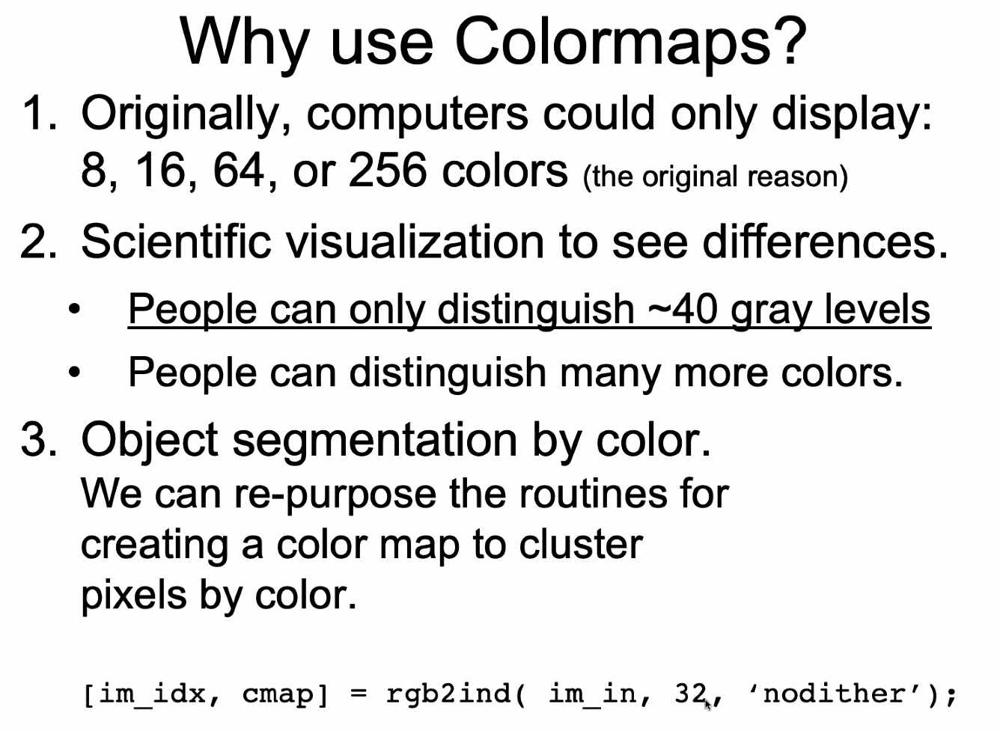 Why use Colormaps?
1. Originally, computers could only display:
8, 16, 64, or 256 colors (the original reason)
2. Scientific visualization to see differences.
• People can only distinguish ~40 gray levels
• People can distinguish many more colors.
3. Object segmentation by color.
We can re-purpose the routines for
creating a color map to cluster
pixels by color.
[im_idx, cmap] = rgb2ind( im_in, 32, ‘nodither’);